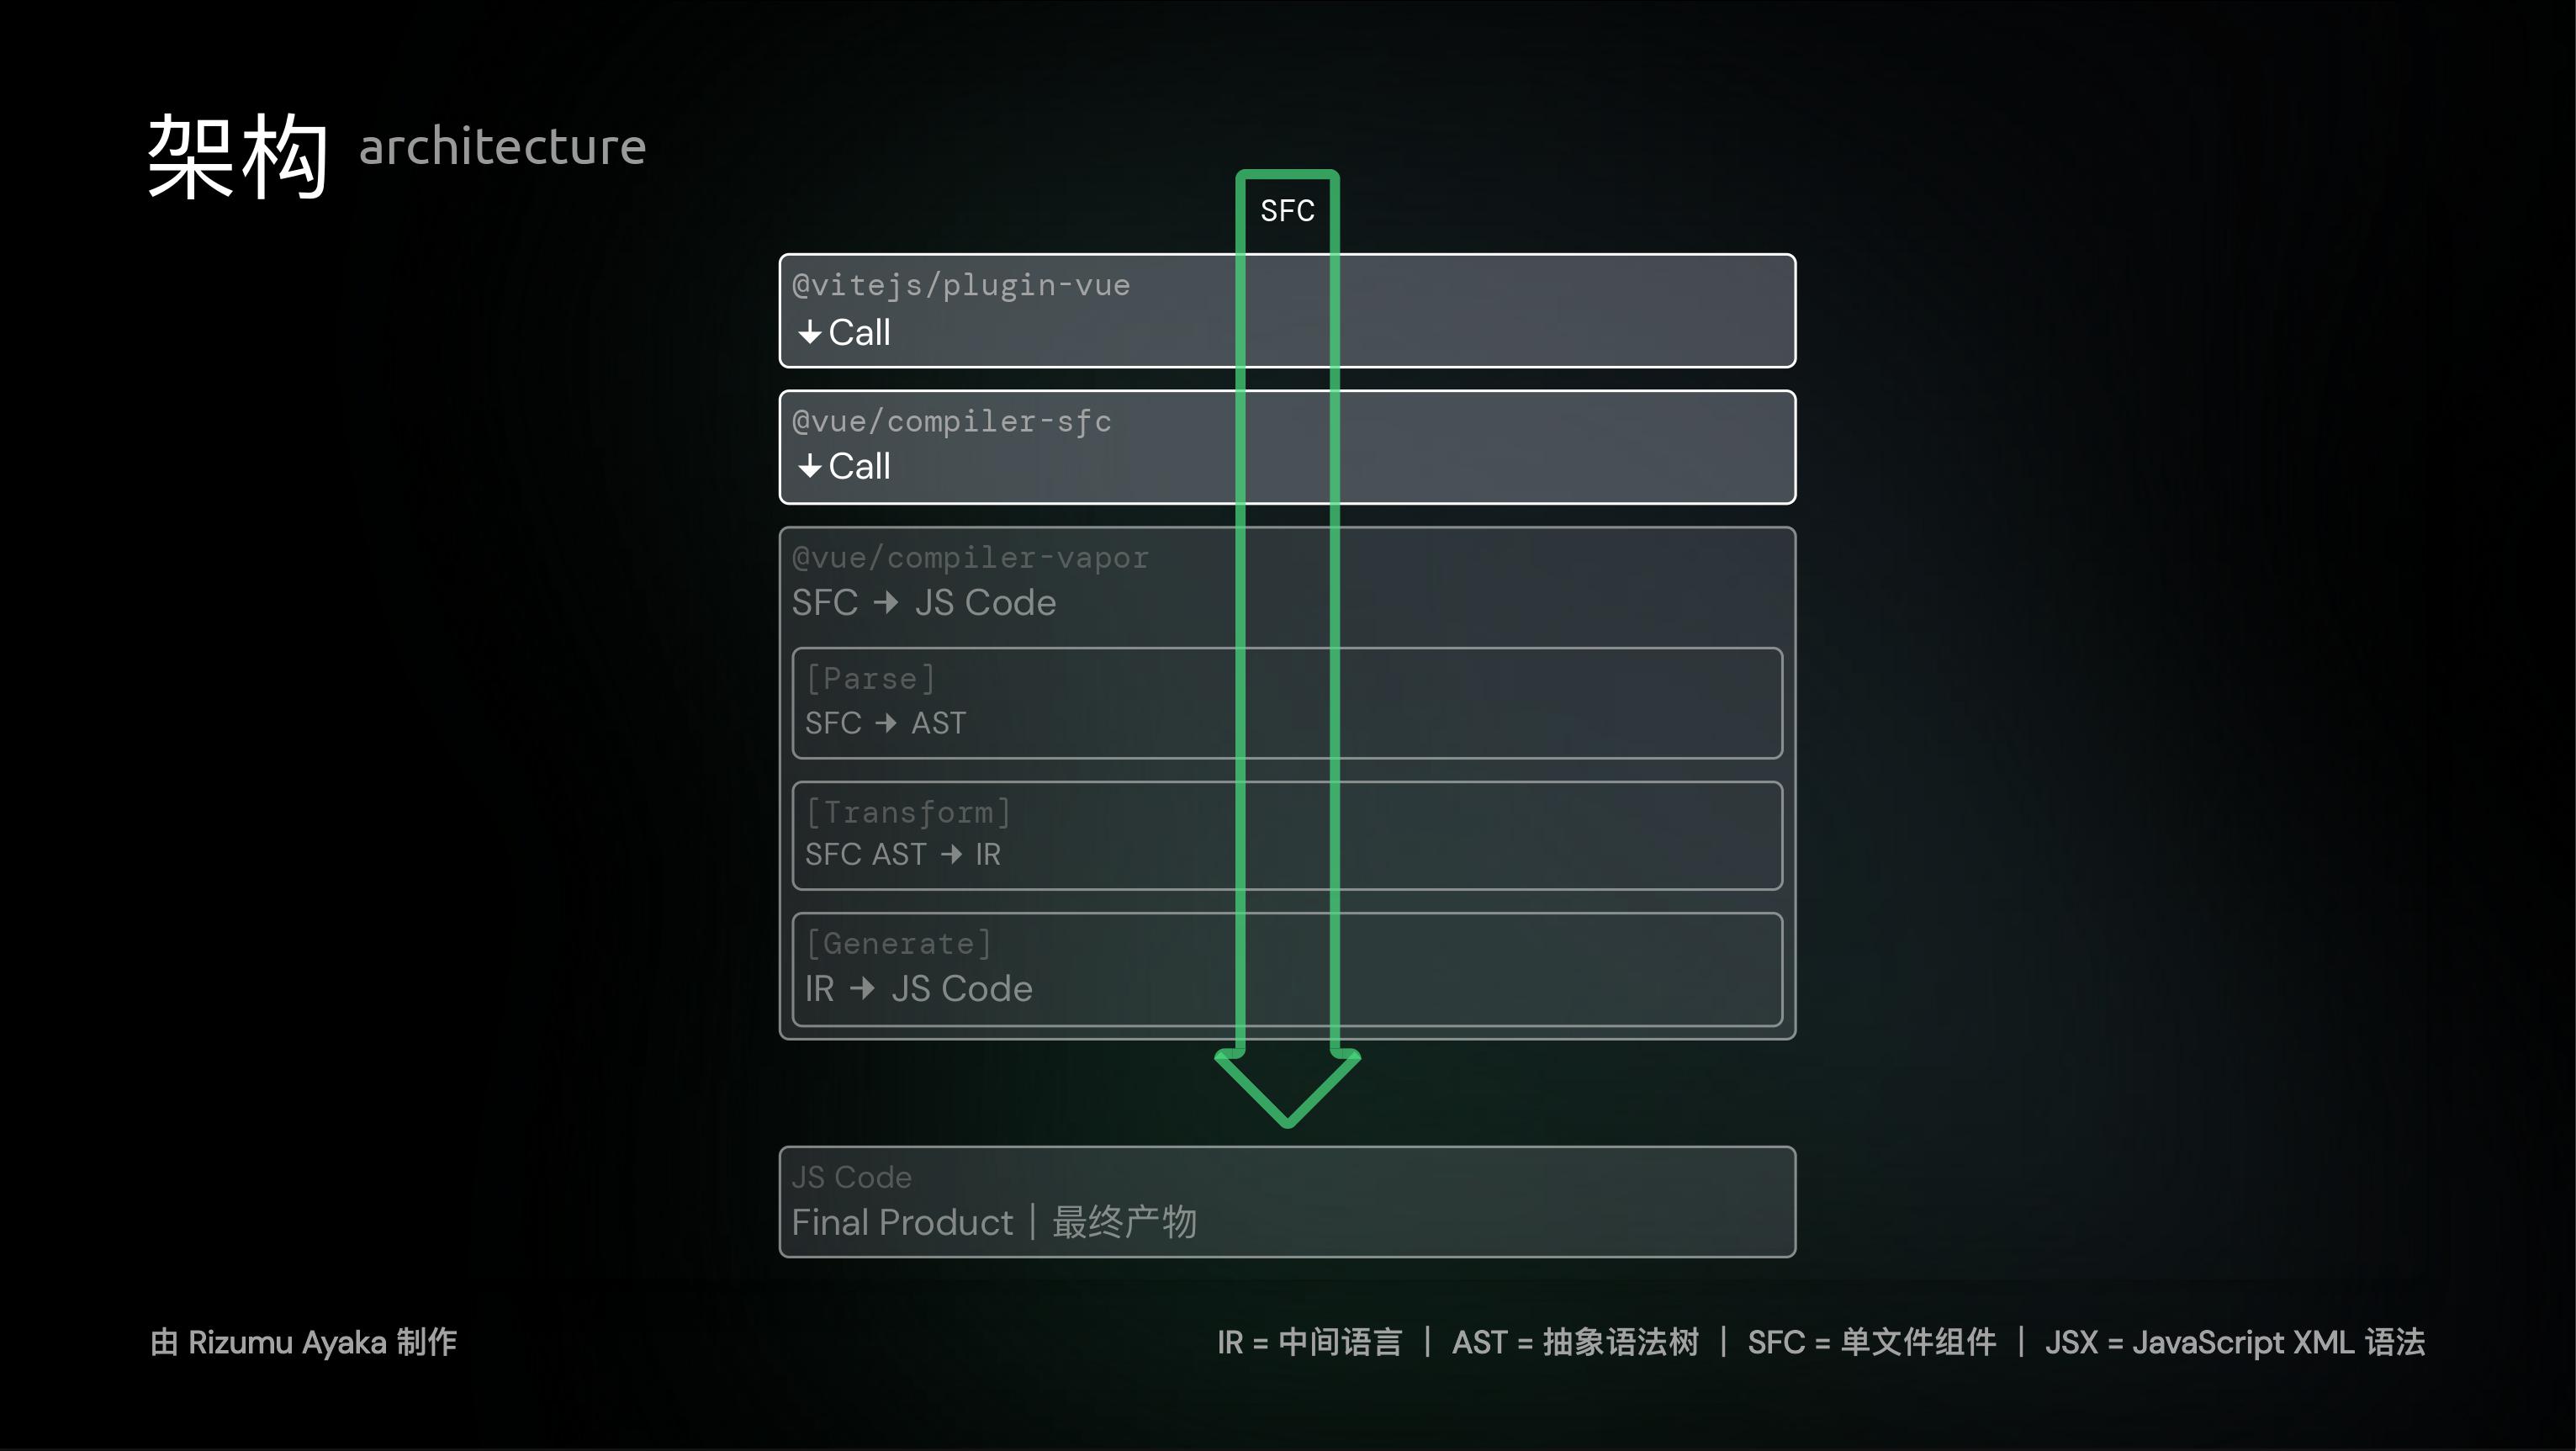 架构 architecture
SFC
@vitejs/plugin-vue
↓ Call
@vue/compiler-sfc
↓ Call
@vue/compiler-vapor
SFC → JS Code
[Parse]
SFC → AST
[Transform]
SFC AST → IR
[Generate]
IR → JS Code
JS Code
Final Product | 最终产物
由 Rizumu Ayaka 制作
IR = 中间语言 | AST = 抽象语法树 | SFC = 单文件组件 | JSX = JavaScript XML 语法